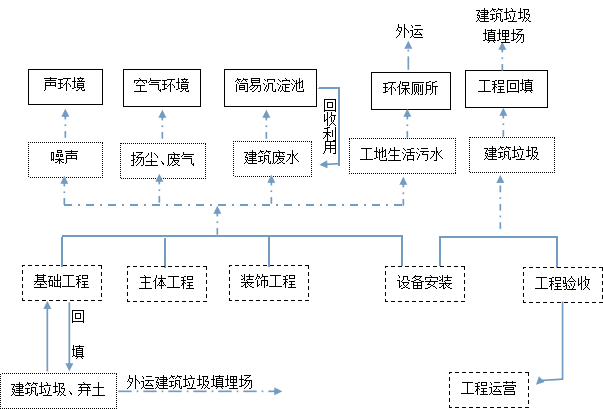 外运
建筑垃圾
填埋场
声环境
空气环境
简易沉淀池
环保厕所
工程回填
回收利用
噪声
扬尘、废气
建筑废水
工地生活污水
建筑垃圾
基础工程
主体工程
装饰工程
设备安装
工程验收
回
填
建筑垃圾、弃土
外运建筑垃圾填埋场
工程运营